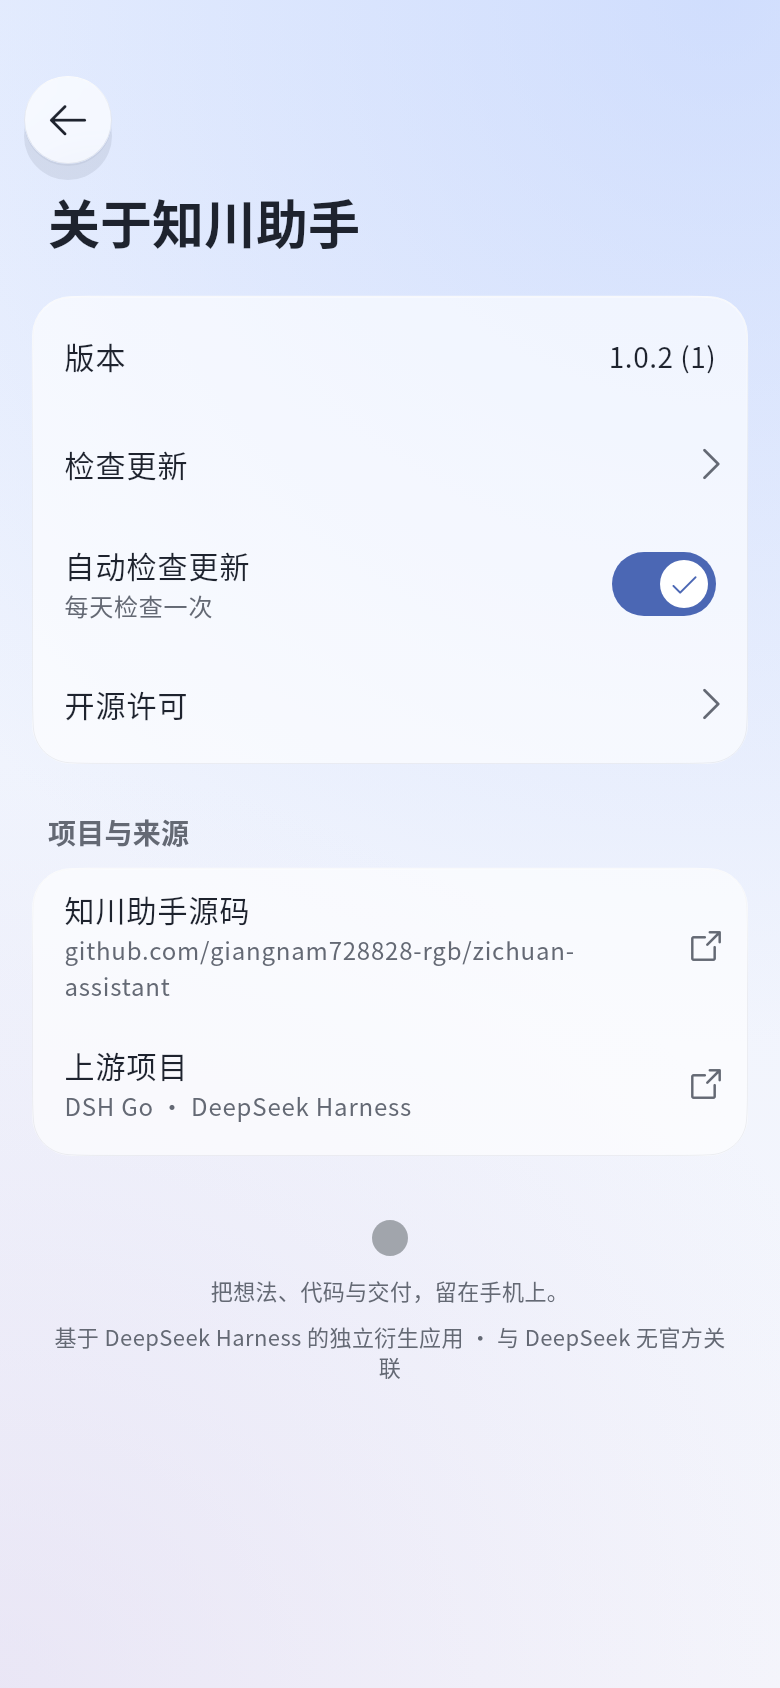 关于知川助手
版本
1.0.2 (1)
检查更新
自动检查更新
每天检查一次
开源许可
项目与来源
知川助手源码
github.com/giangnam728828-rgb/zichuan-
assistant
上游项目
DSH Go · DeepSeek Harness
把想法、代码与交付，留在手机上。
基于 DeepSeek Harness 的独立衍生应用 · 与 DeepSeek 无官方关
联